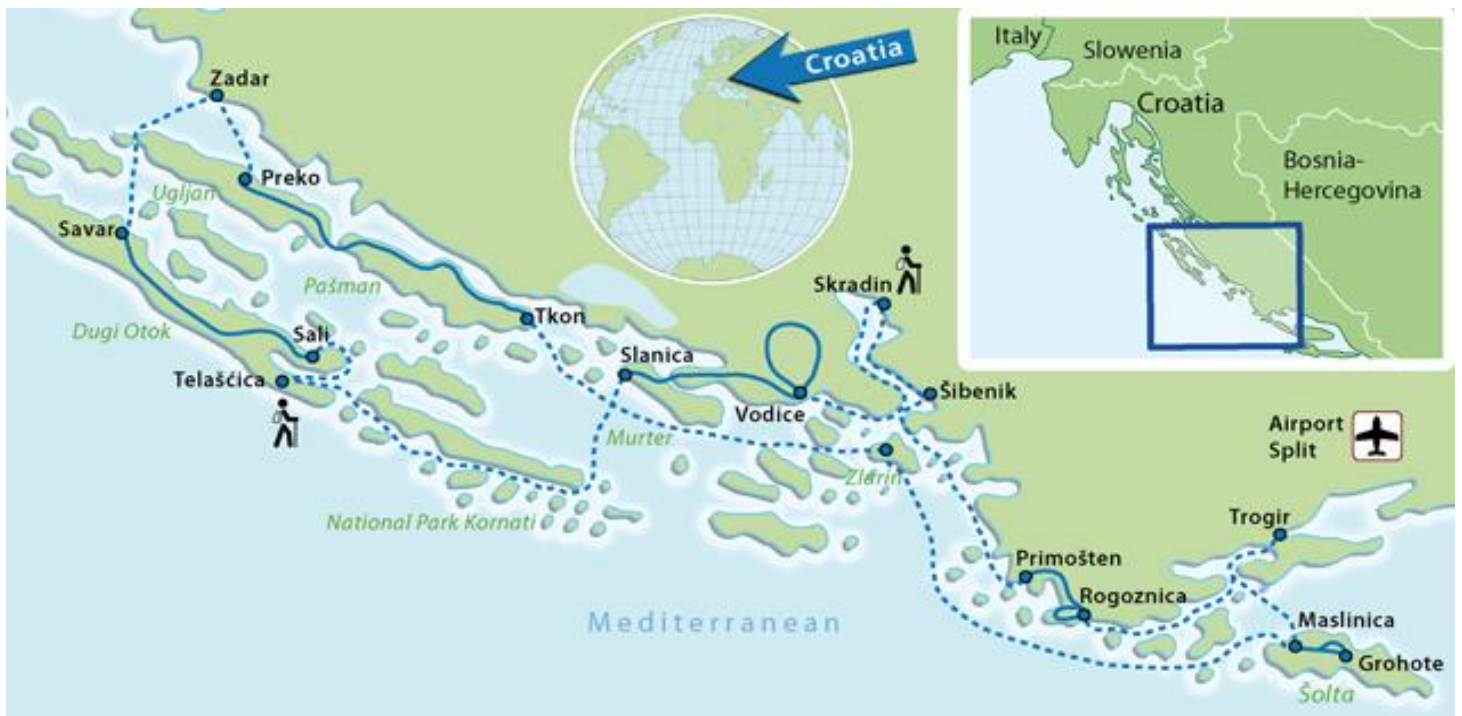 Zadar
Croatia
Italy
Slowenia
Croatia
Bosnia-
Hercegovina
Preko
Ugljan
Savar
Pašman
Skradin
Dugi Otok
Sali
Tkon
Slanica
Telašćica
Vodice
Šibenik
Murter
Airport
Split
Zlarin
National Park Kornati
Trogir
Primošten
Rogoznica
Mediterranean
Maslinica
Grohote
Šolta